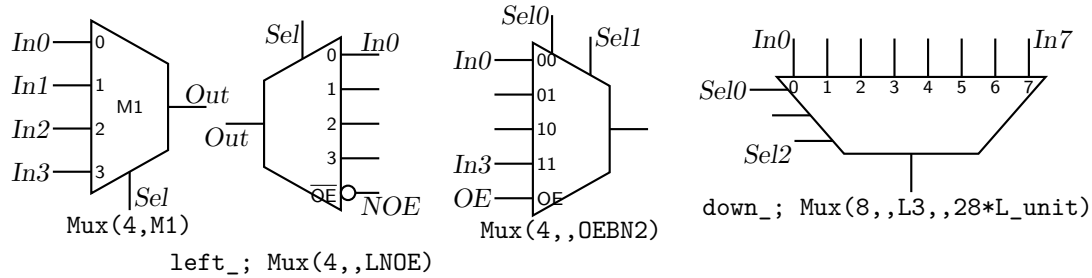 In0
0
In1
1
M1
In2
2
In3
3
Out
Sel
Mux(4,M1)
Sel
In0
0
1
2
3
Out
OE
NOE
left_; Mux(4,,LNOE)
Sel0
Sel1
In0
00
01
10
In3
11
OE
OE
Mux(4,,OEBN2)
In0
In7
Sel0
0 1 2 3 4 5 6 7
Sel2
down_; Mux(8,,L3,,28*L_unit)